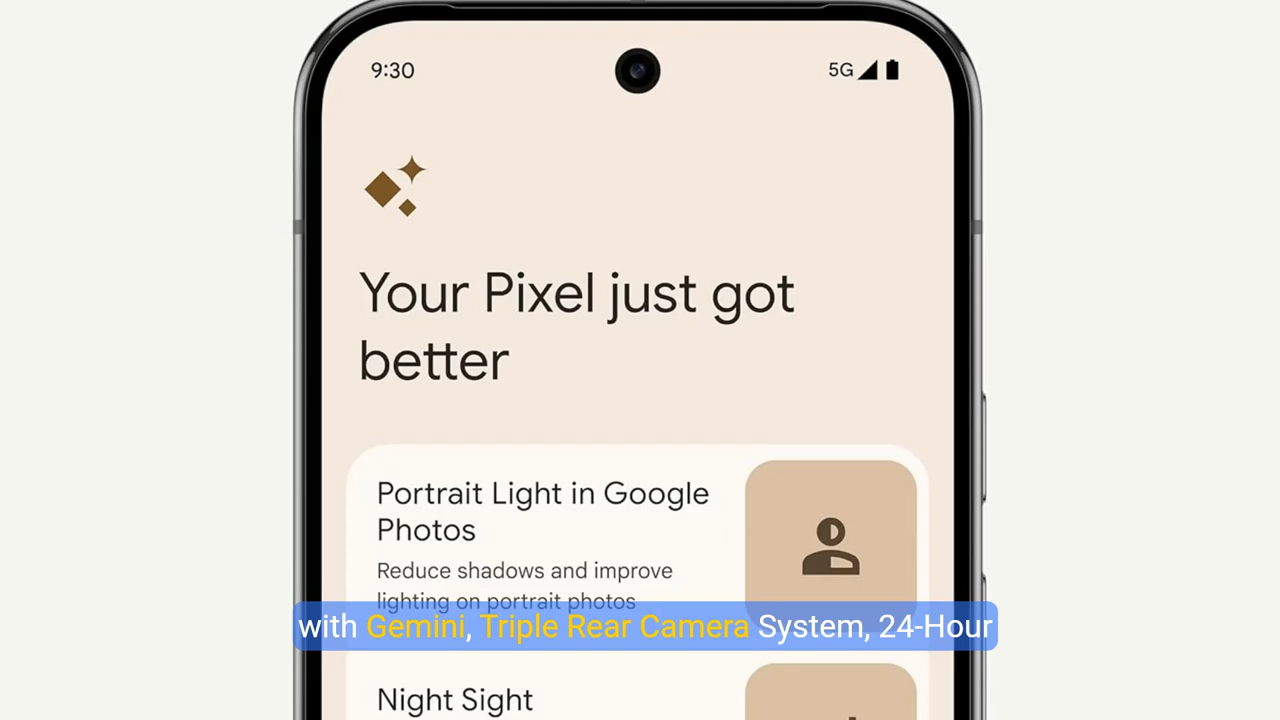 9:30
5G
Your Pixel just got
better
Portrait Light in Google
Photos
Reduce shadows and improve
lighting on portrait photos
with Gemini, Triple Rear Camera System, 24-Hour
Night Sight